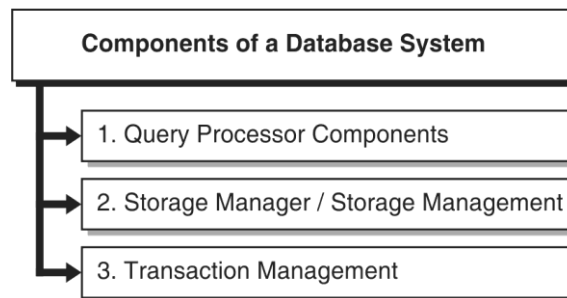 Components of a Database System
1. Query Processor Components
2. Storage Manager / Storage Management
3. Transaction Management